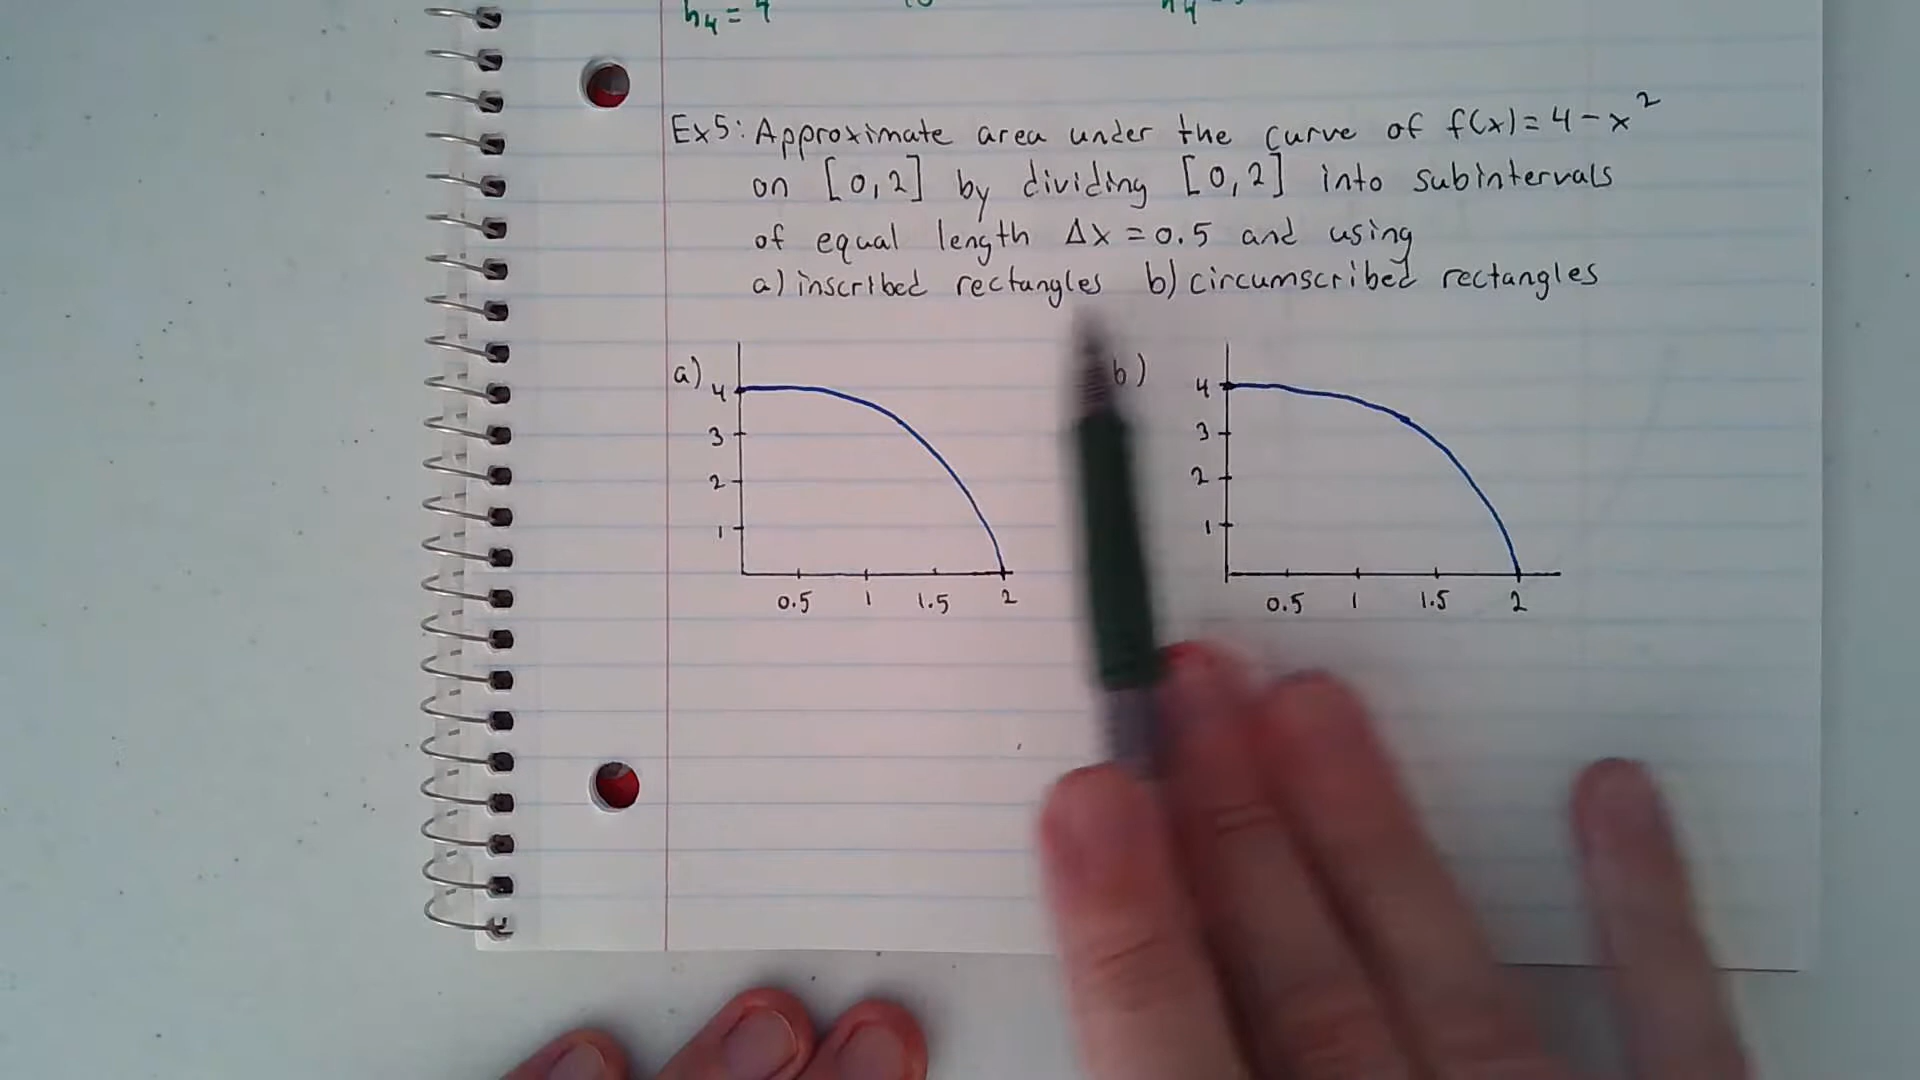 h₄ = 4
Ex5: Approximate area under the curve of f(x) = 4 - x²
on [0,2] by dividing [0,2] into subintervals
of equal length Δx = 0.5 and using
a) inscribed rectangles b) circumscribed rectangles
a)
4
3
2
1
0.5 1 1.5 2
b)
4
3
2
1
0.5 1 1.5 2